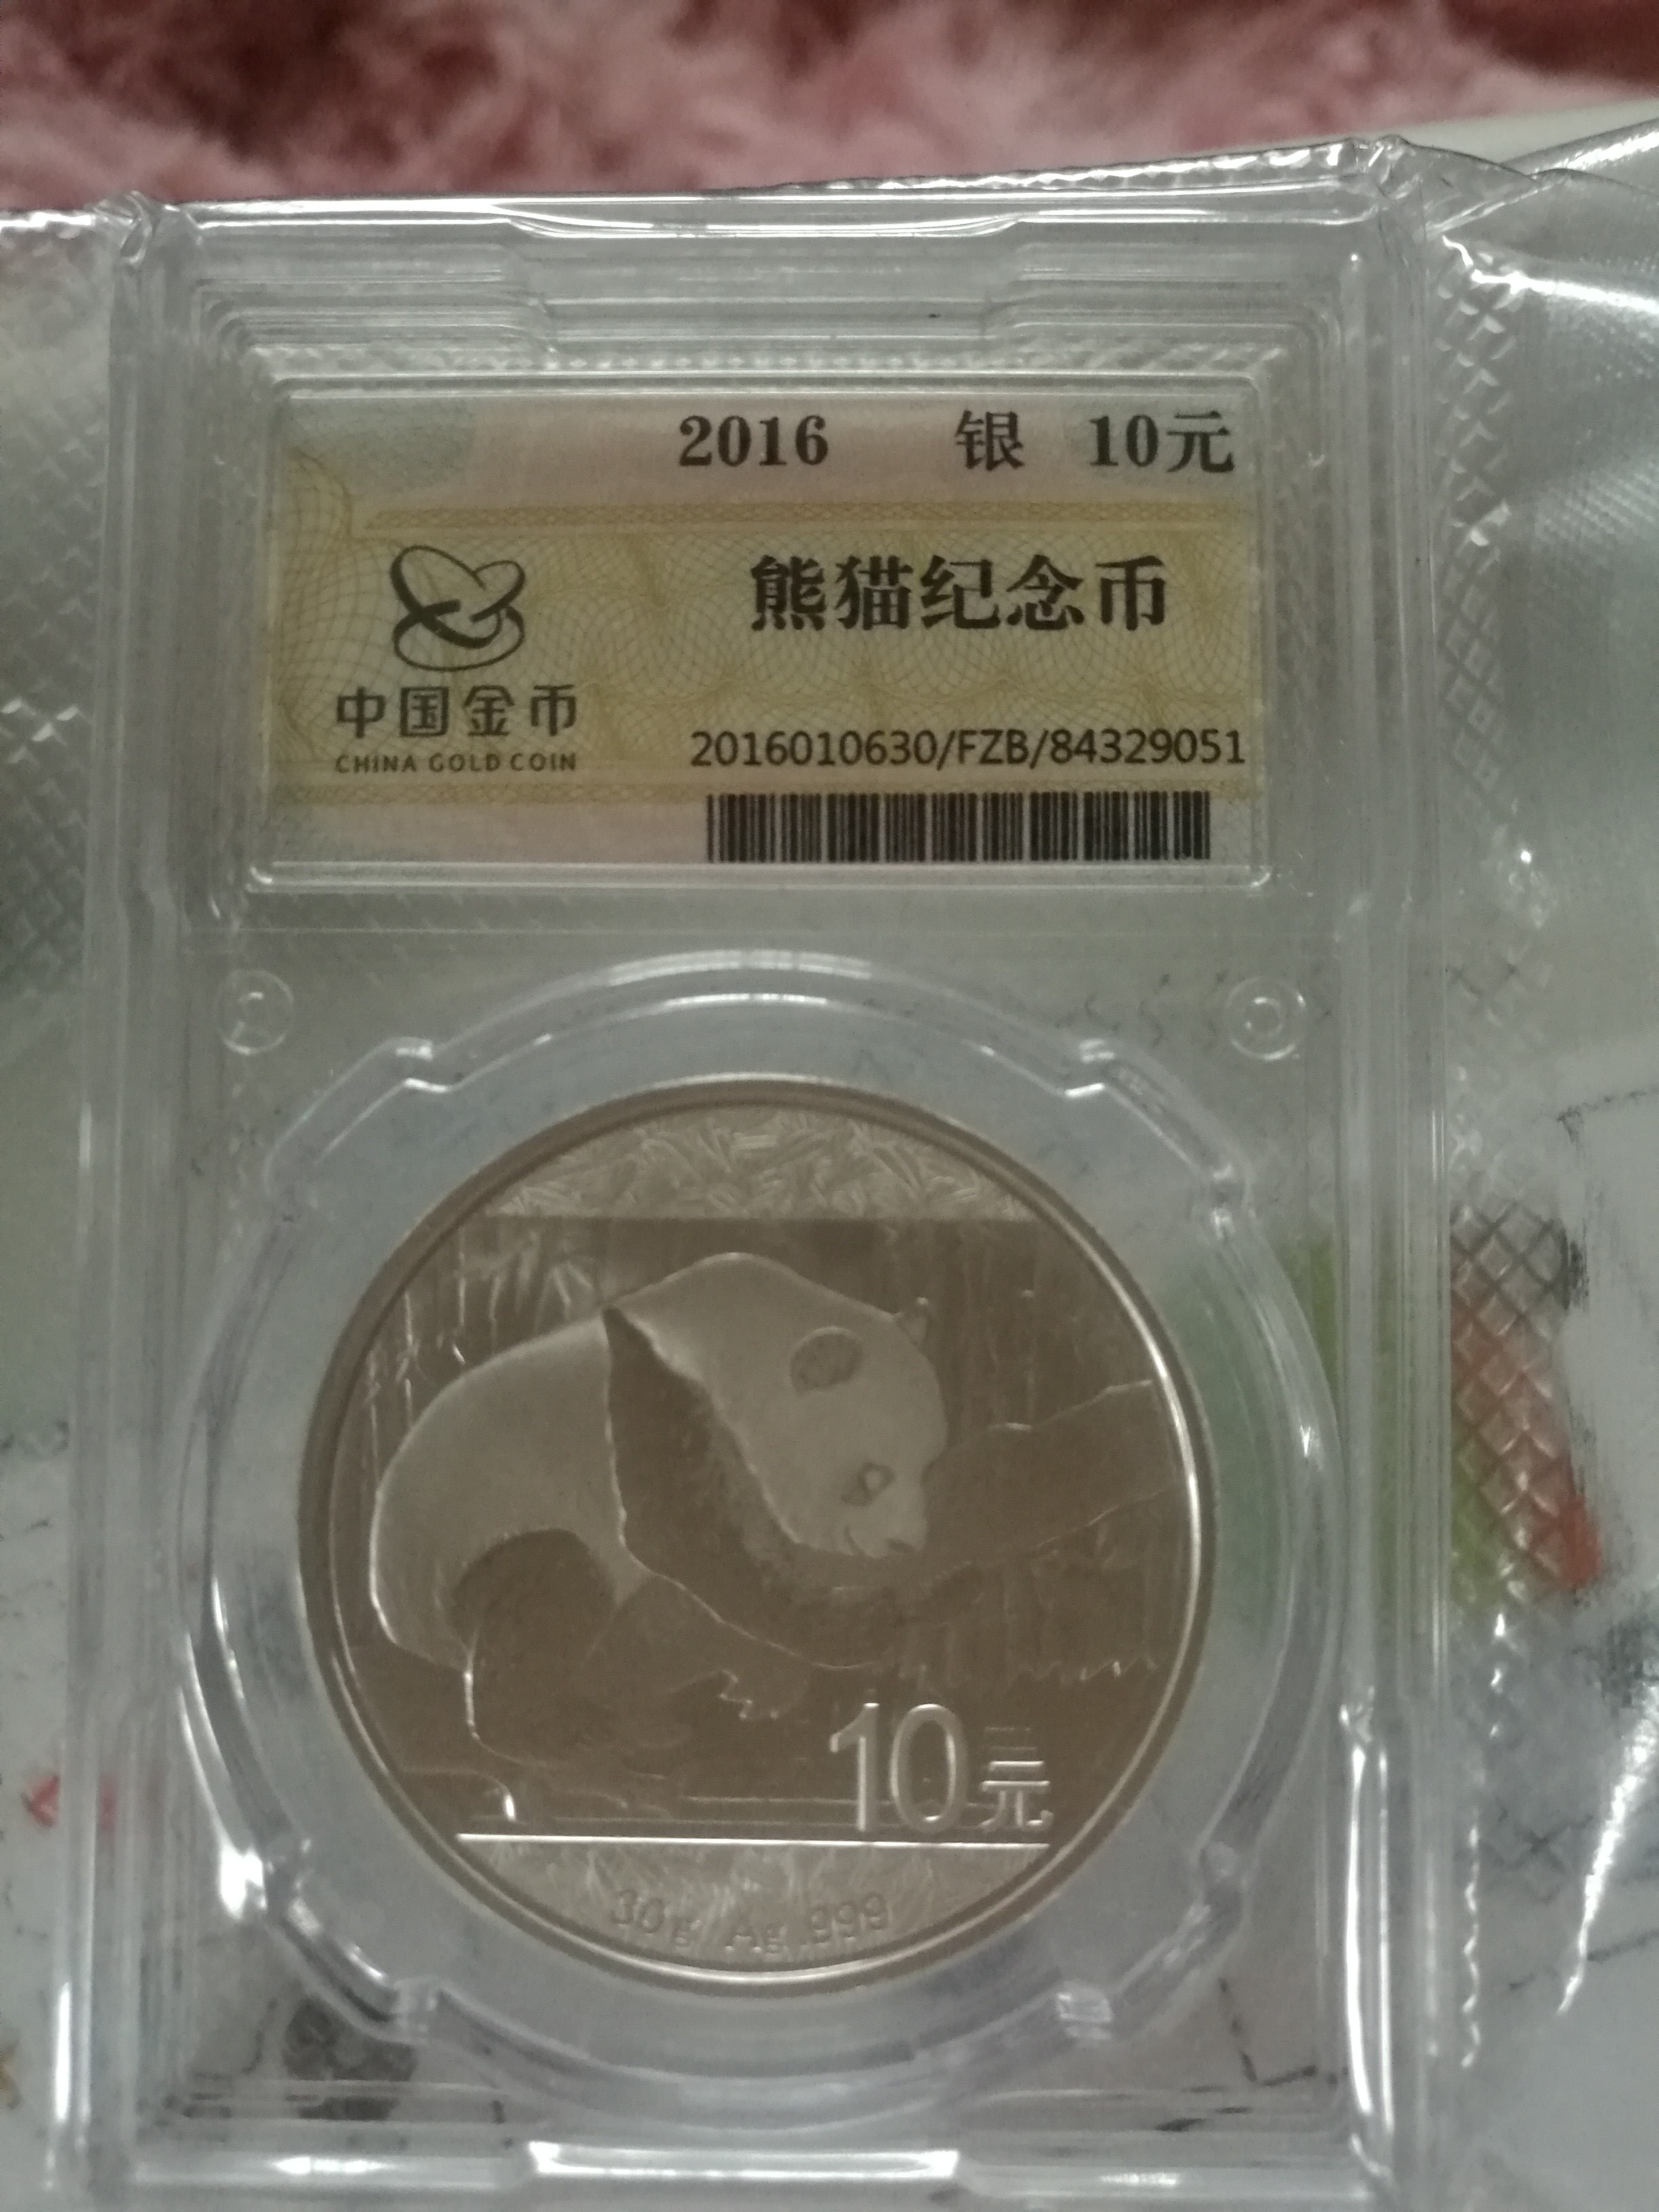 2016 银 10元
熊猫纪念币
中国金币
CHINA GOLD COIN
2016010630/FZB/84329051
10元
30g Ag .999